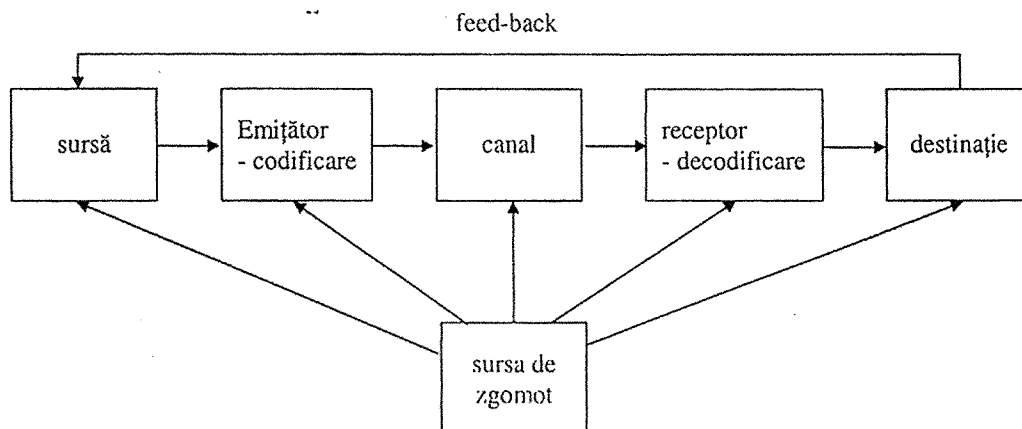 feed-back
sursă
Emițător
- codificare
canal
receptor
- decodificare
destinație
sursa de
zgomot